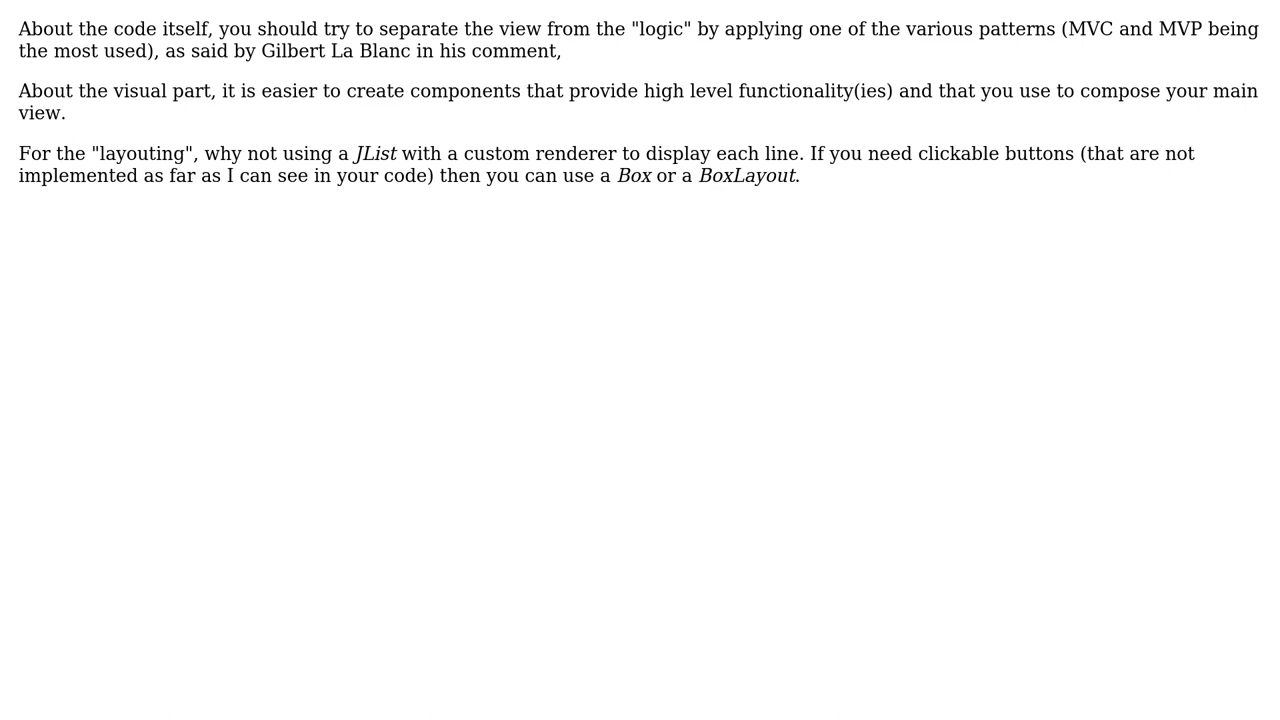 About the code itself, you should try to separate the view from the "logic" by applying one of the various patterns (MVC and MVP being
the most used), as said by Gilbert La Blanc in his comment,
About the visual part, it is easier to create components that provide high level functionality(ies) and that you use to compose your main
view.
For the "layouting", why not using a JList with a custom renderer to display each line. If you need clickable buttons (that are not
implemented as far as I can see in your code) then you can use a Box or a BoxLayout.